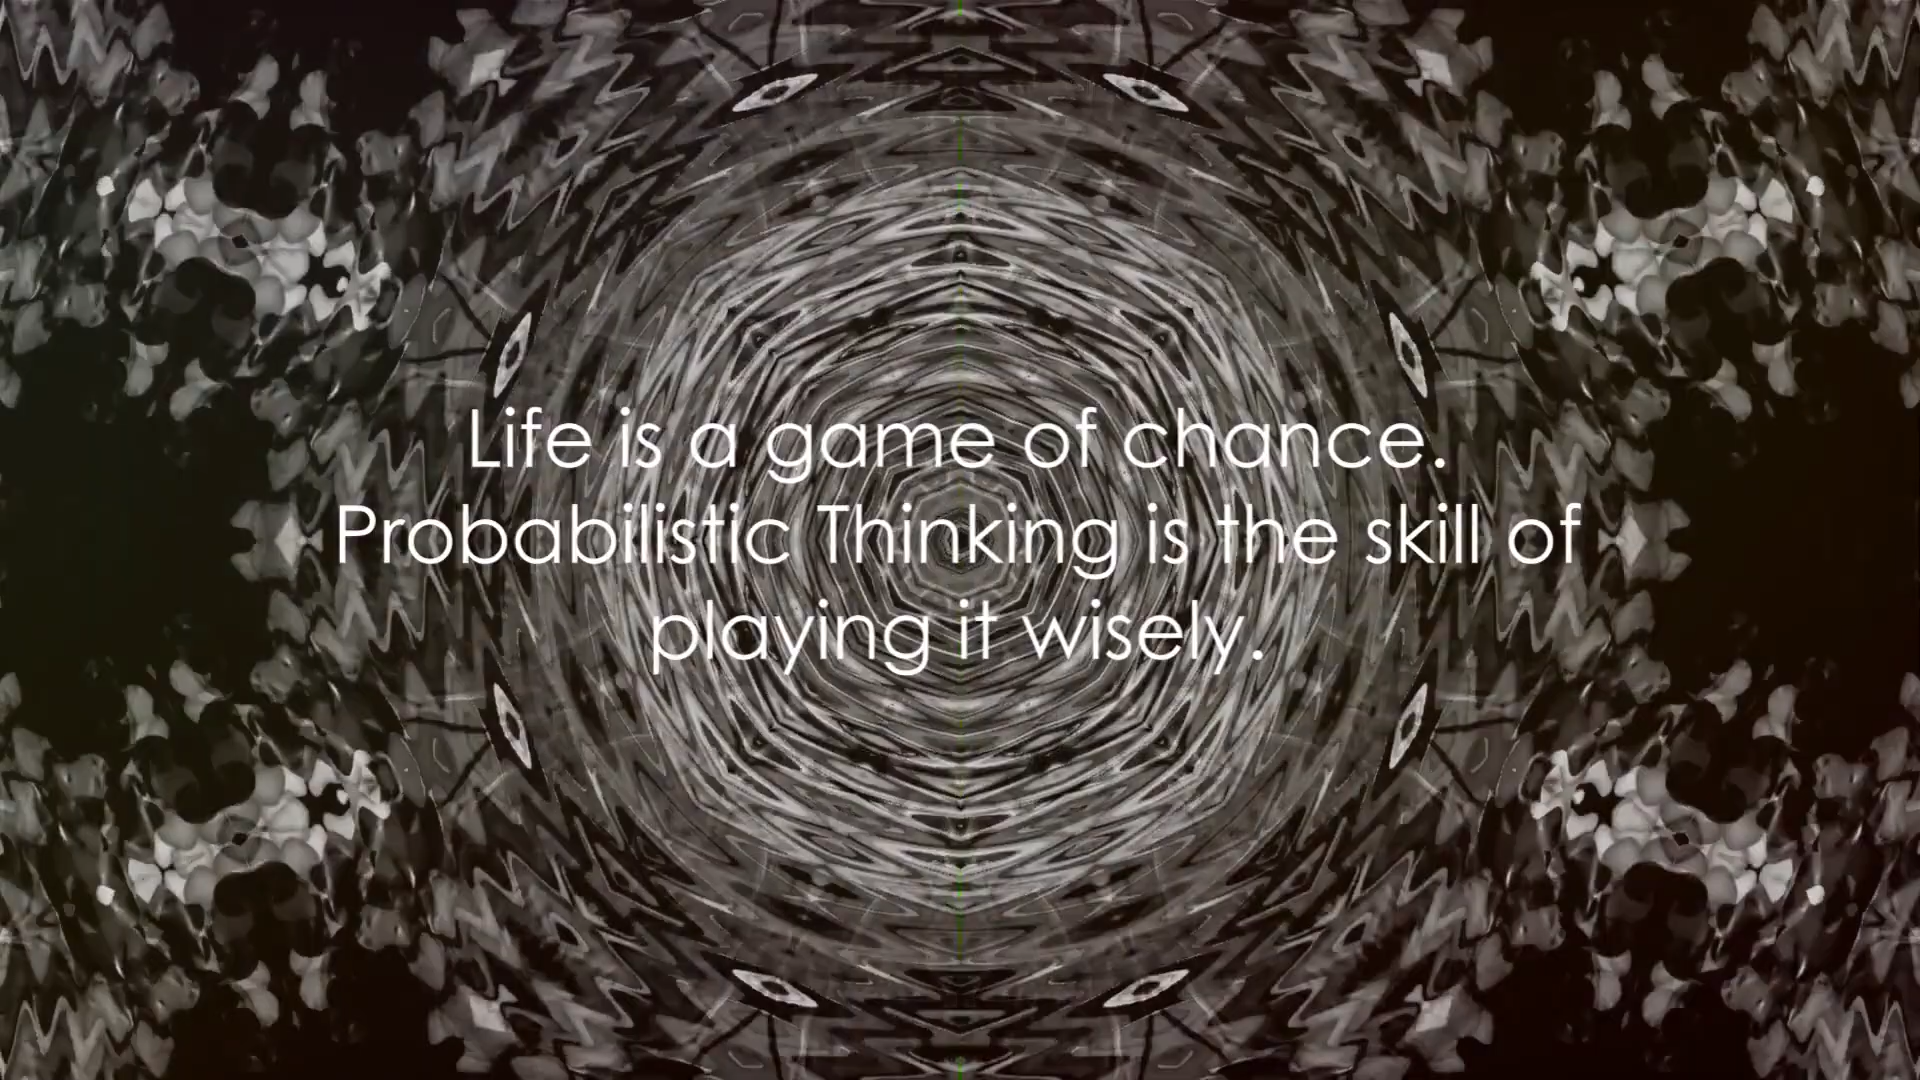 Life is a game of chance.
Probabilistic Thinking is the skill of
playing it wisely.